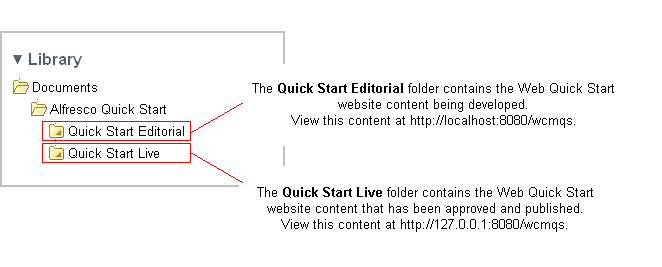 Library
Documents
Alfresco Quick Start
Quick Start Editorial
Quick Start Live
The Quick Start Editorial folder contains the Web Quick Start
website content being developed.
View this content at http://localhost:8080/wcmqs.
The Quick Start Live folder contains the Web Quick Start
website content that has been approved and published.
View this content at http://127.0.0.1:8080/wcmqs.